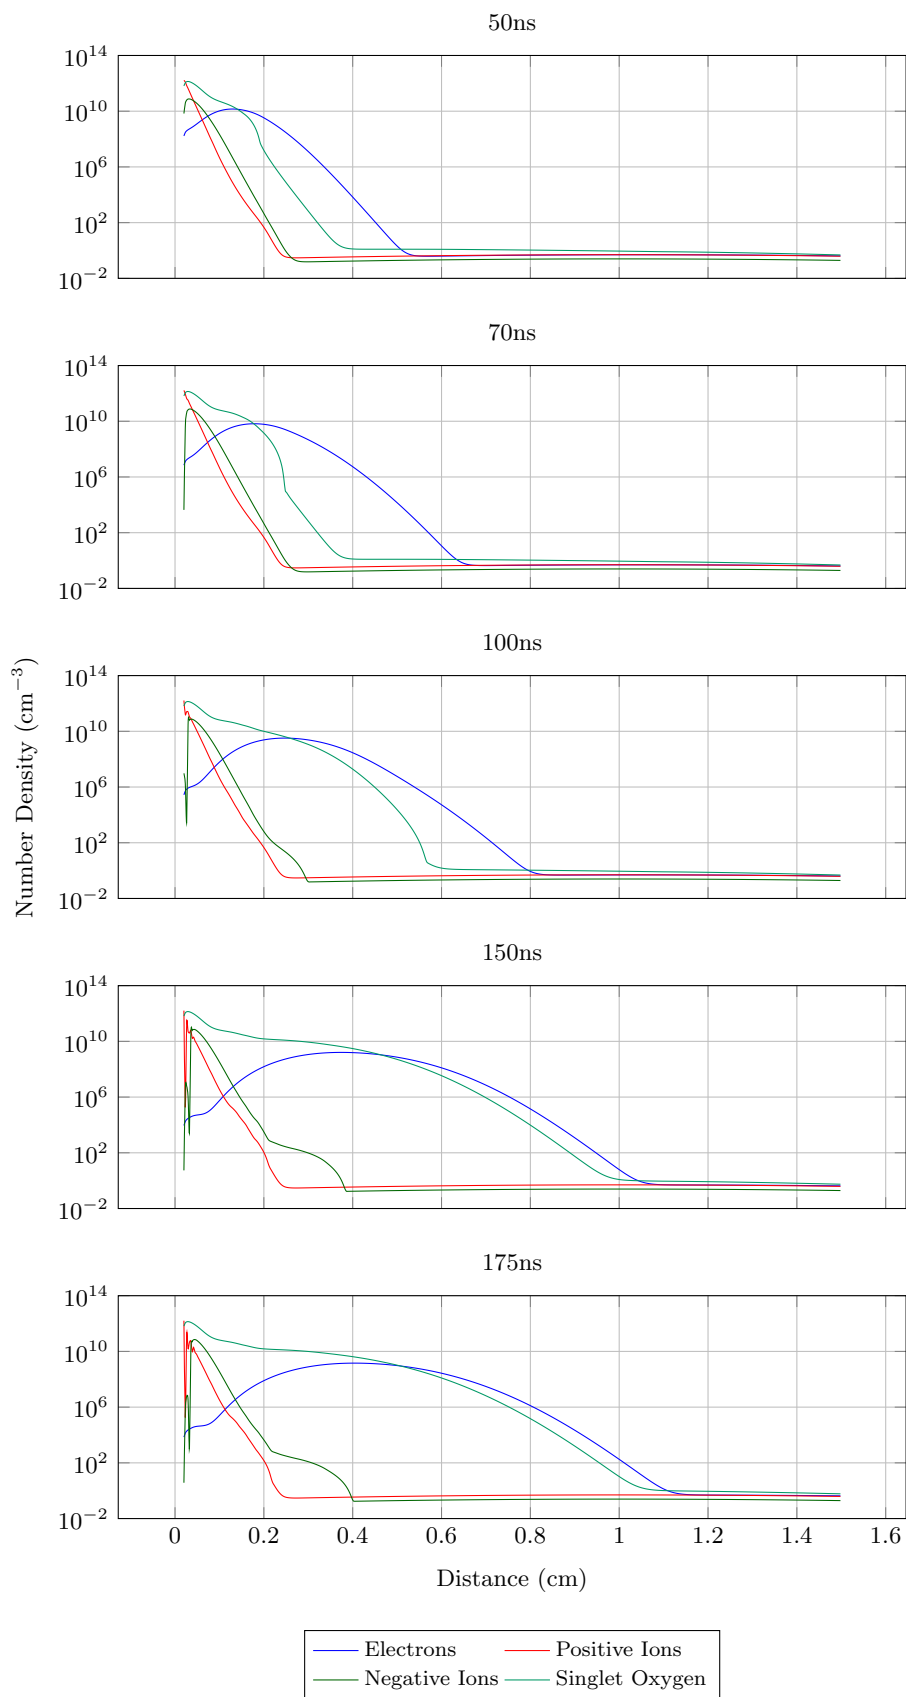 50ns
10^14
10^10
10^6
10^2
10^−2
70ns
10^14
10^10
10^6
10^2
10^−2
100ns
Number Density (cm^−3)
10^14
10^10
10^6
10^2
10^−2
150ns
10^14
10^10
10^6
10^2
10^−2
175ns
10^14
10^10
10^6
10^2
10^−2
0 0.2 0.4 0.6 0.8 1 1.2 1.4 1.6
Distance (cm)
Electrons Positive Ions
Negative Ions Singlet Oxygen